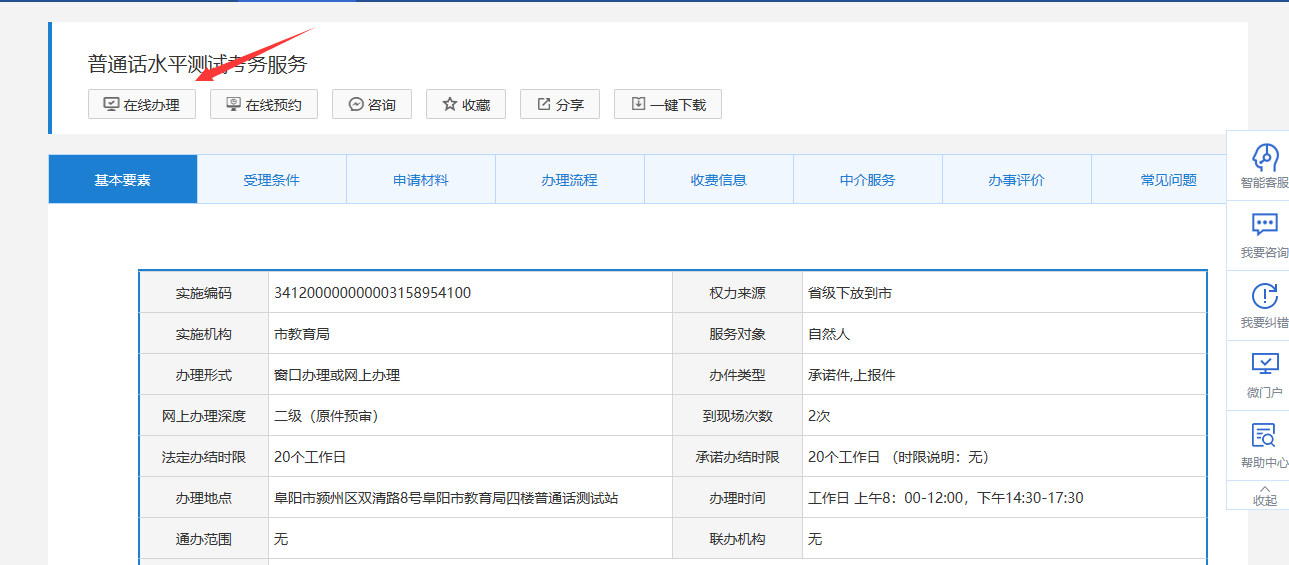 普通话水平测试考务服务
在线办理 在线预约 咨询 收藏 分享 一键下载
基本要素 受理条件 申请材料 办理流程 收费信息 中介服务 办事评价 常见问题
实施编码 341200000000003158954100 权力来源 省级下放到市
实施机构 市教育局 服务对象 自然人
办理形式 窗口办理或网上办理 办件类型 承诺件,上报件
网上办理深度 二级（原件预审） 到现场次数 2次
法定办结时限 20个工作日 承诺办结时限 20个工作日 （时限说明：无）
办理地点 阜阳市颍州区双清路8号阜阳市教育局四楼普通话测试站 办理时间 工作日 上午8：00-12:00，下午14:30-17:30
通办范围 无 联办机构 无
智能客服
我要咨询
我要纠错
微门户
帮助中心
收起